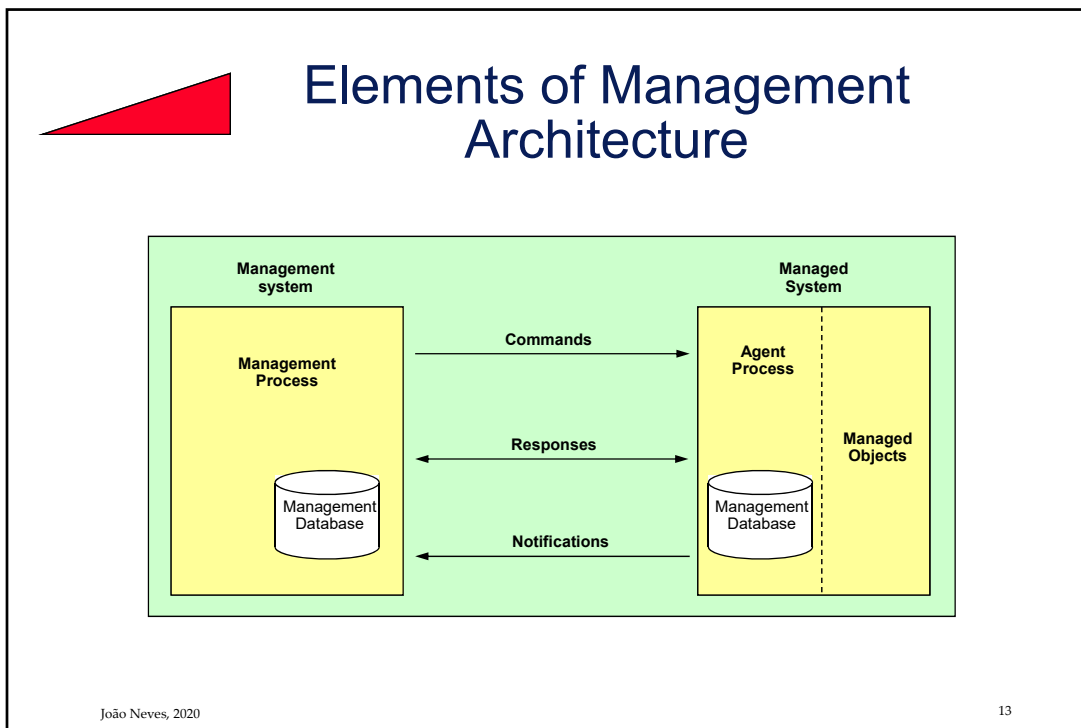 Elements of Management
Architecture
Management
system
Managed
System
Management
Process
Commands
Agent
Process
Responses
Managed
Objects
Management
Database
Management
Database
Notifications
João Neves, 2020
13